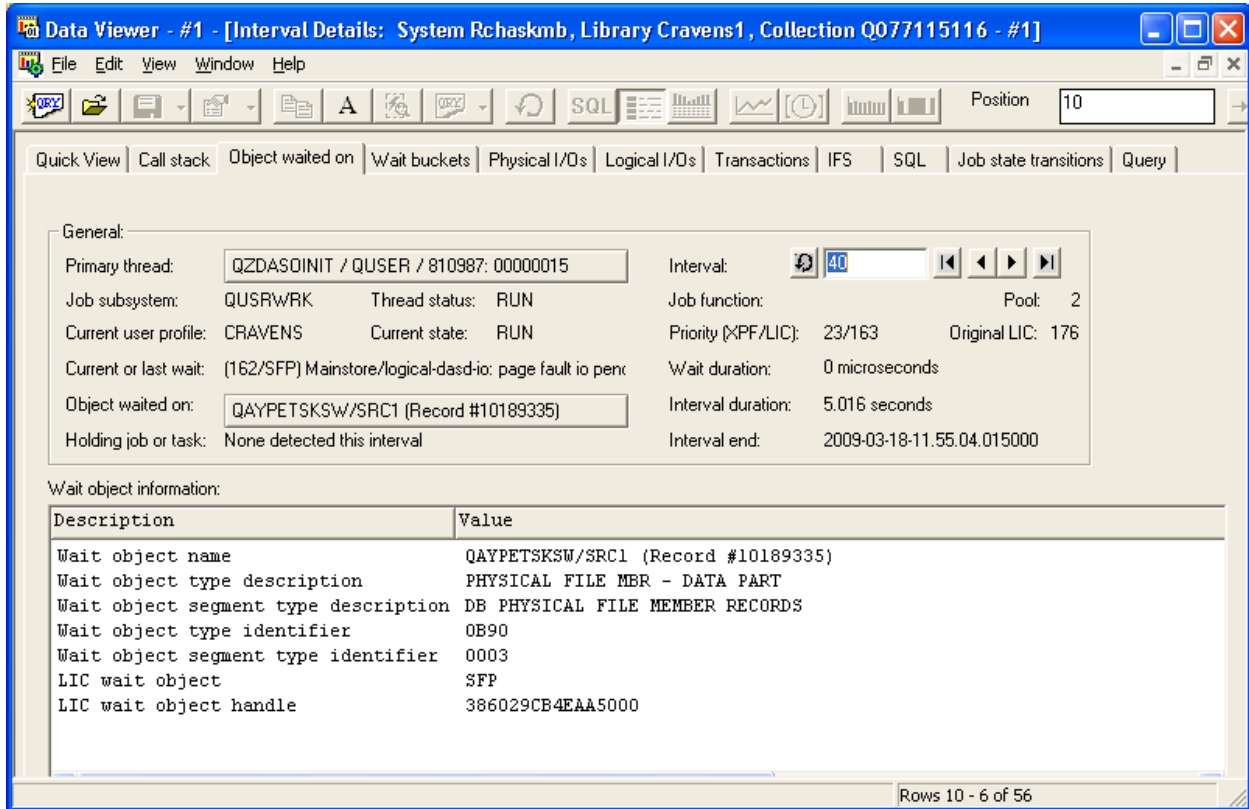 Data Viewer - #1 - [Interval Details: System Rchaskmb, Library Cravens1, Collection Q077115116 - #1]
File Edit View Window Help
QRY A QRY SQL Position 10
Quick View Call stack Object waited on Wait buckets Physical I/Os Logical I/Os Transactions IFS SQL Job state transitions Query
General:
Primary thread: QZDASOINIT / QUSER / 810987: 00000015 Interval: 40
Job subsystem: QUSRWRK Thread status: RUN Job function: Pool: 2
Current user profile: CRAVENS Current state: RUN Priority (XPF/LIC): 23/163 Original LIC: 176
Current or last wait: (162/SFP) Mainstore/logical-dasd-io: page fault io pend Wait duration: 0 microseconds
Object waited on: QAYPETSKSW/SRC1 (Record #10189335) Interval duration: 5.016 seconds
Holding job or task: None detected this interval Interval end: 2009-03-18-11.55.04.015000
Wait object information:
Description Value
Wait object name QAYPETSKSW/SRC1 (Record #10189335)
Wait object type description PHYSICAL FILE MBR - DATA PART
Wait object segment type description DB PHYSICAL FILE MEMBER RECORDS
Wait object type identifier 0B90
Wait object segment type identifier 0003
LIC wait object SFP
LIC wait object handle 386029CB4EAA5000
Rows 10 - 6 of 56